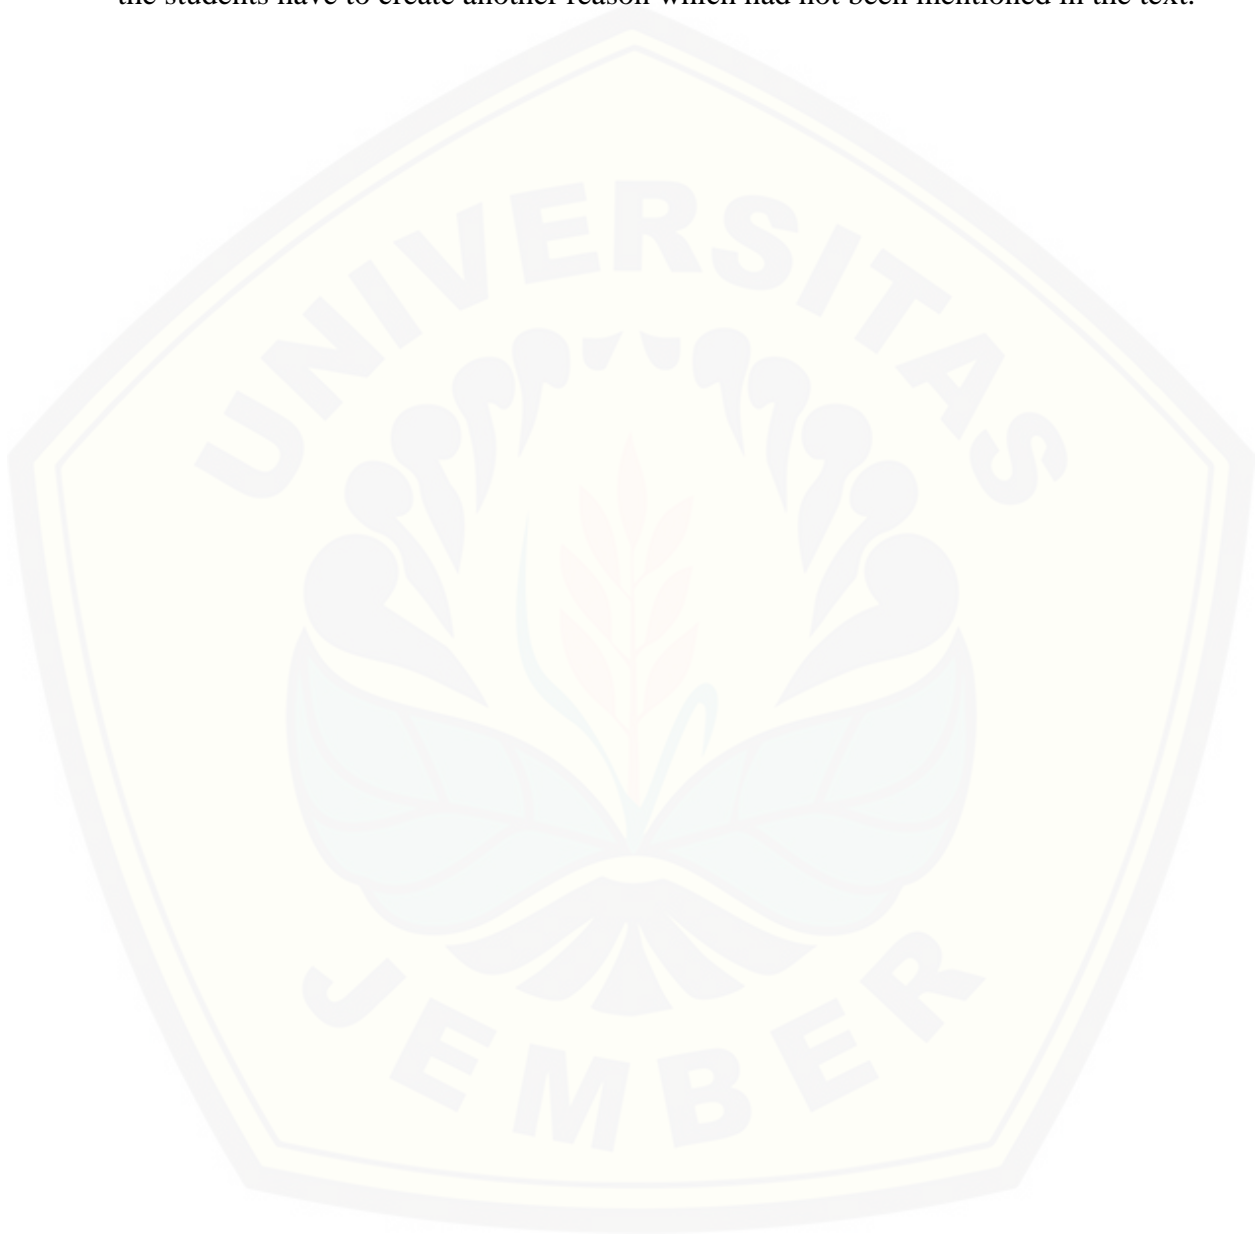 the students have to create another reason which had not been mentioned in the text.
UNIVERSITAS
JEMBER